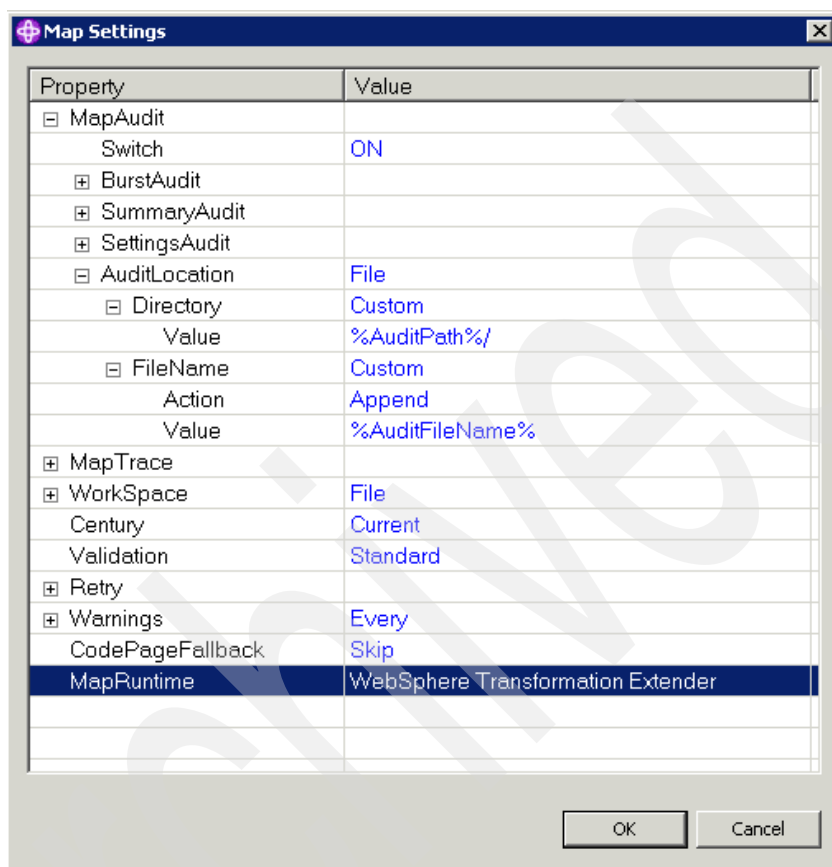 Map Settings
Property Value
MapAudit
Switch ON
BurstAudit
SummaryAudit
SettingsAudit
AuditLocation File
Directory Custom
Value %AuditPath%/
FileName Custom
Action Append
Value %AuditFileName%
MapTrace
WorkSpace File
Century Current
Validation Standard
Retry
Warnings Every
CodePageFallback Skip
MapRuntime WebSphere Transformation Extender
OK Cancel